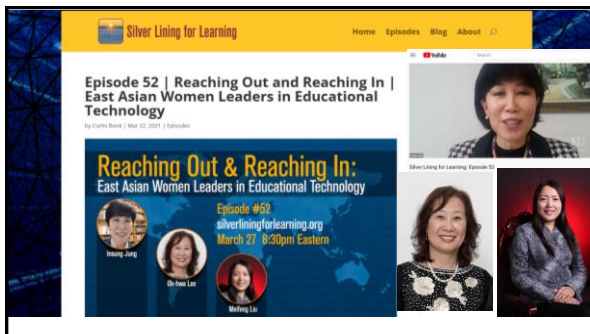 Silver Lining for Learning
Home Episodes Blog About
Episode 52 | Reaching Out and Reaching In |
East Asian Women Leaders in Educational
Technology
by Curtis Bonk | Mar 22, 2021 | Episodes
Reaching Out & Reaching In:
East Asian Women Leaders in Educational Technology
Episode #52
silverliningforlearning.org
March 27 8:30pm Eastern
Insung Jung
Ok-hwa Lee
Meifeng Liu
YouTube
Search
Silver Lining for Learning: Episode 52